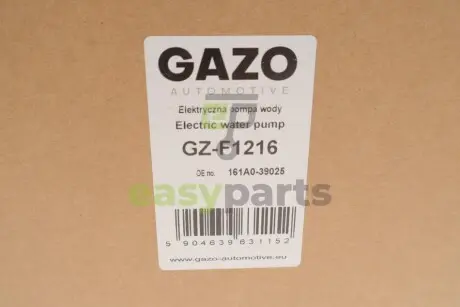 GAZO
AUTOMOTIVE
Elektryczna pompa wody
Electric water pump
GZ-F1216
OE no. 161A0-39025
easyparts
5 904639 631152
www.gazo-automotive.eu